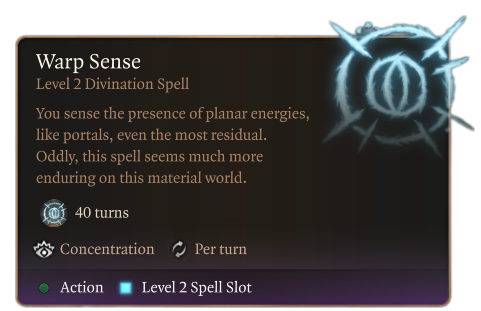 Warp Sense
Level 2 Divination Spell
You sense the presence of planar energies,
like portals, even the most residual.
Oddly, this spell seems much more
enduring on this material world.
40 turns
Concentration Per turn
Action Level 2 Spell Slot